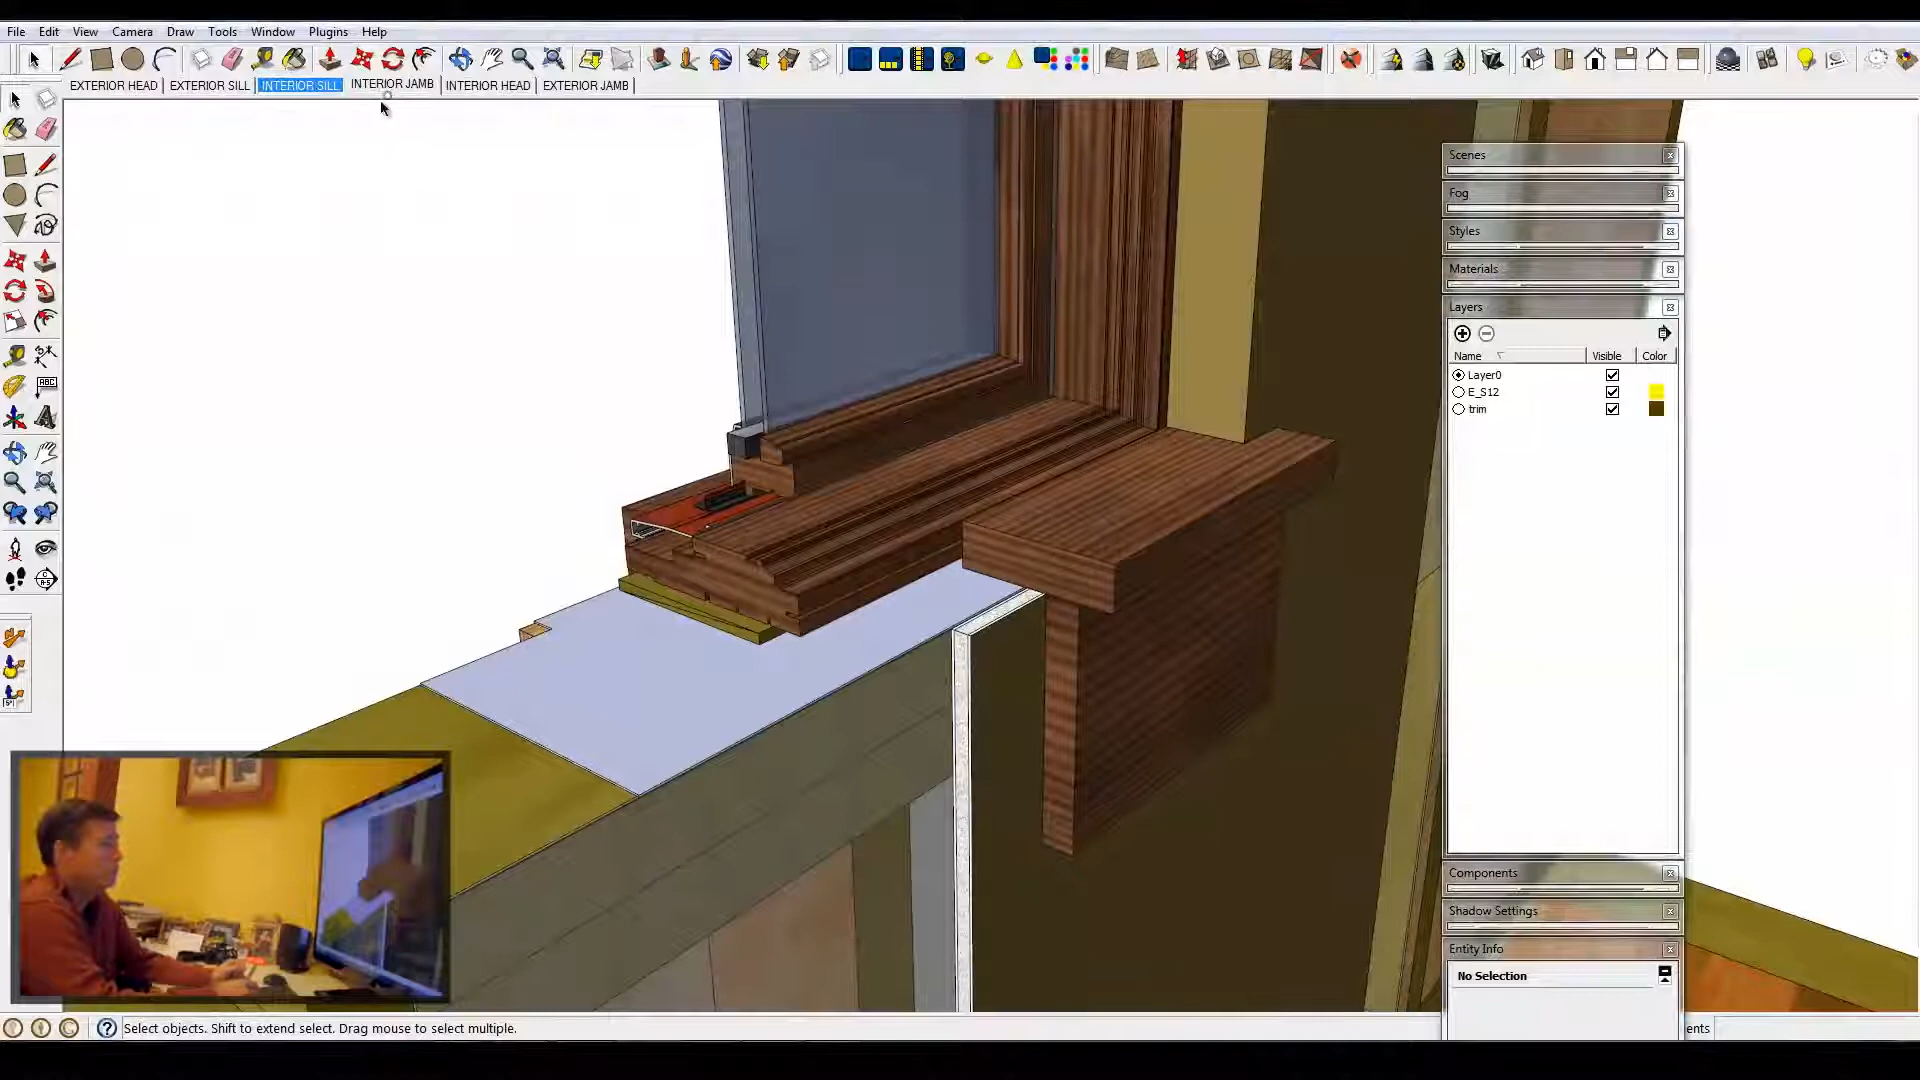 File Edit View Camera Draw Tools Window Plugins Help
EXTERIOR HEAD EXTERIOR SILL INTERIOR SILL INTERIOR JAMB INTERIOR HEAD EXTERIOR JAMB
Scenes
Fog
Styles
Materials
Layers
Name Visible Color
Layer0
E_S12
trim
ABC
A
Components
Shadow Settings
Entity Info
No Selection
Select objects. Shift to extend select. Drag mouse to select multiple.
ents